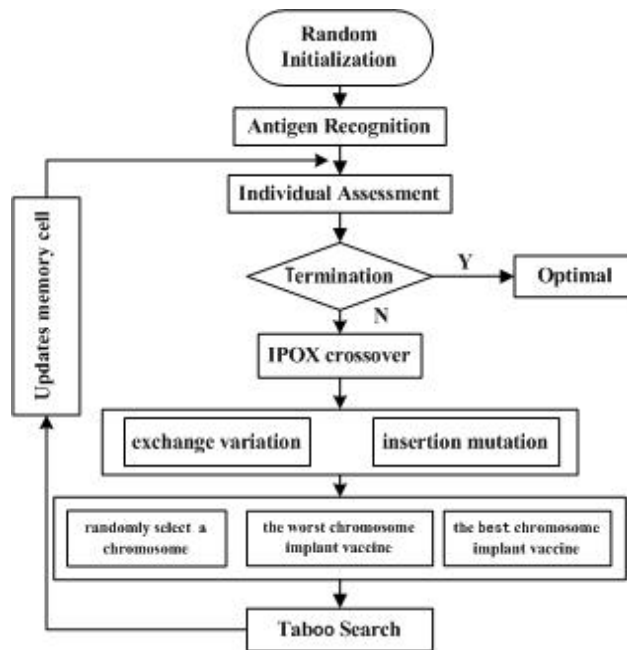 Random
Initialization
Antigen Recognition
Individual Assessment
Termination
Y
Optimal
N
IPOX crossover
Updates memory cell
exchange variation
insertion mutation
randomly select a
chromosome
the worst chromosome
implant vaccine
the best chromosome
implant vaccine
Taboo Search